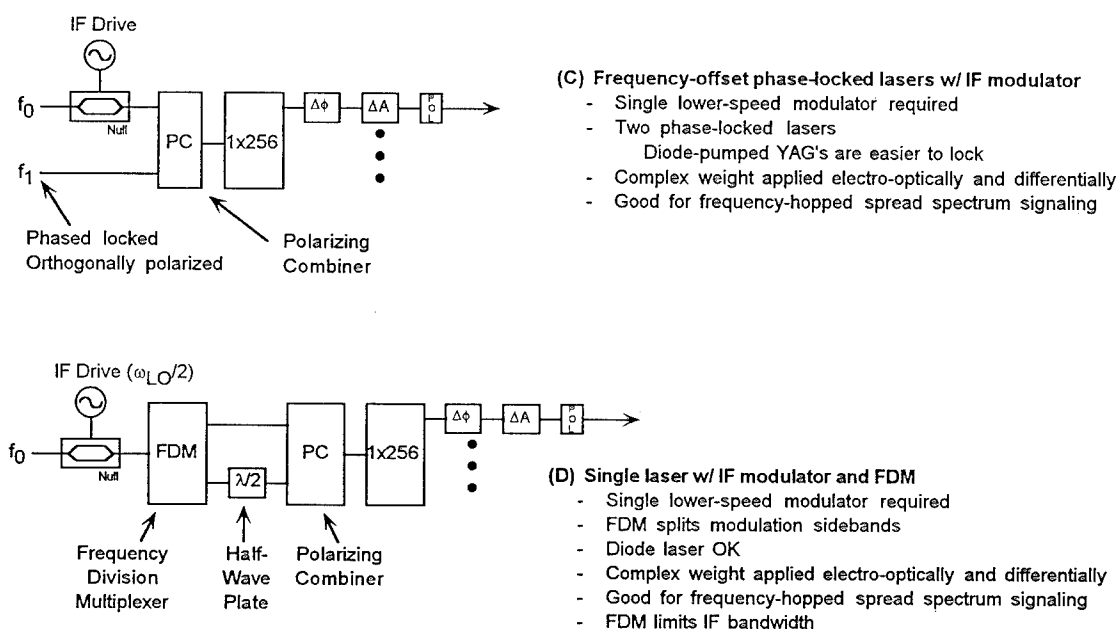 IF Drive
f0
Null
f1
PC
1x256
Δϕ
ΔA
POL
Phased locked
Orthogonally polarized
Polarizing
Combiner
(C) Frequency-offset phase-locked lasers w/ IF modulator
- Single lower-speed modulator required
- Two phase-locked lasers
Diode-pumped YAG's are easier to lock
- Complex weight applied electro-optically and differentially
- Good for frequency-hopped spread spectrum signaling
IF Drive (ωLO/2)
f0
Null
FDM
λ/2
PC
1x256
Δϕ
ΔA
POL
Frequency
Division
Multiplexer
Half-
Wave
Plate
Polarizing
Combiner
(D) Single laser w/ IF modulator and FDM
- Single lower-speed modulator required
- FDM splits modulation sidebands
- Diode laser OK
- Complex weight applied electro-optically and differentially
- Good for frequency-hopped spread spectrum signaling
- FDM limits IF bandwidth